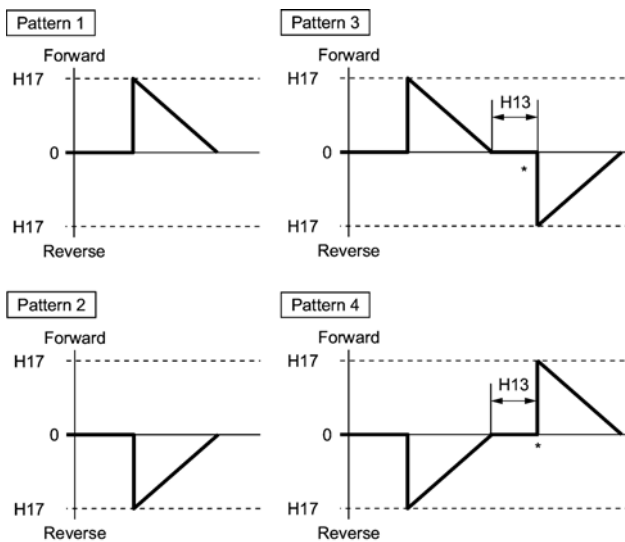 Pattern 1
Forward
H17
0
H17
Reverse
Pattern 3
Forward
H17
H13
0
*
H17
Reverse
Pattern 2
Forward
H17
0
H17
Reverse
Pattern 4
Forward
H17
H13
0
*
H17
Reverse